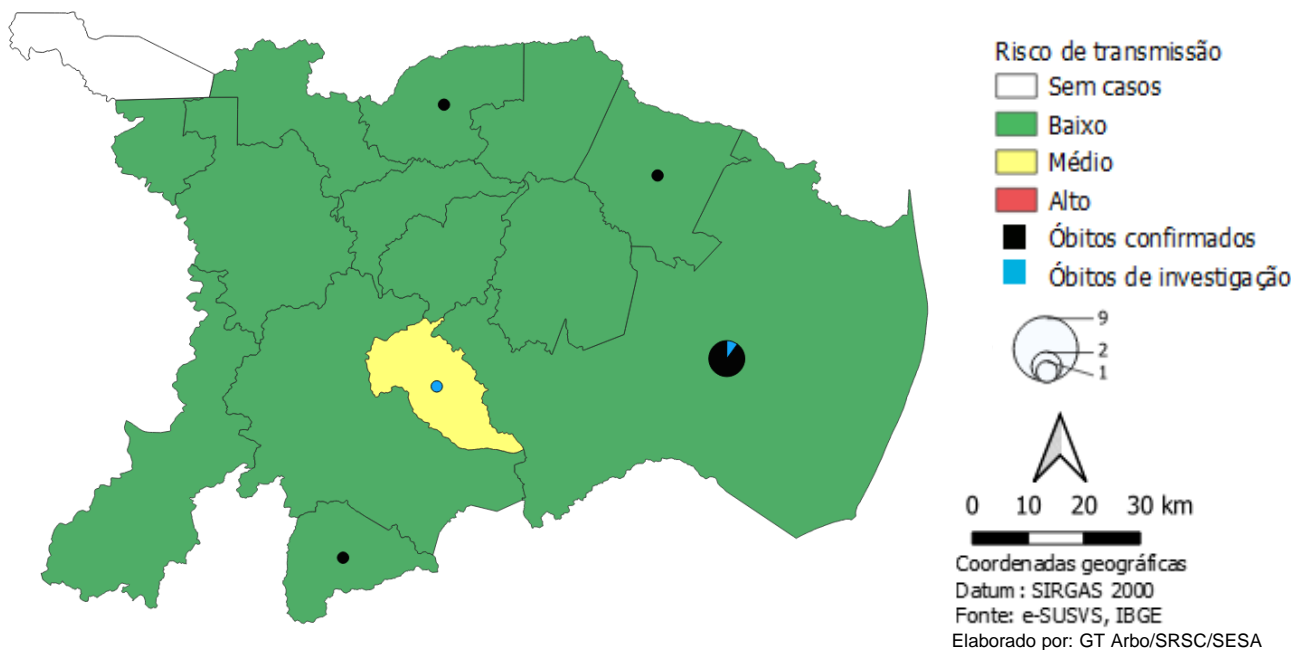 Risco de transmissão
Sem casos
Baixo
Médio
Alto
Óbitos confirmados
Óbitos de investigação
9
2
1
0 10 20 30 km
Coordenadas geográficas
Datum : SIRGAS 2000
Fonte: e-SUSVS, IBGE
Elaborado por: GT Arbo/SRSC/SESA